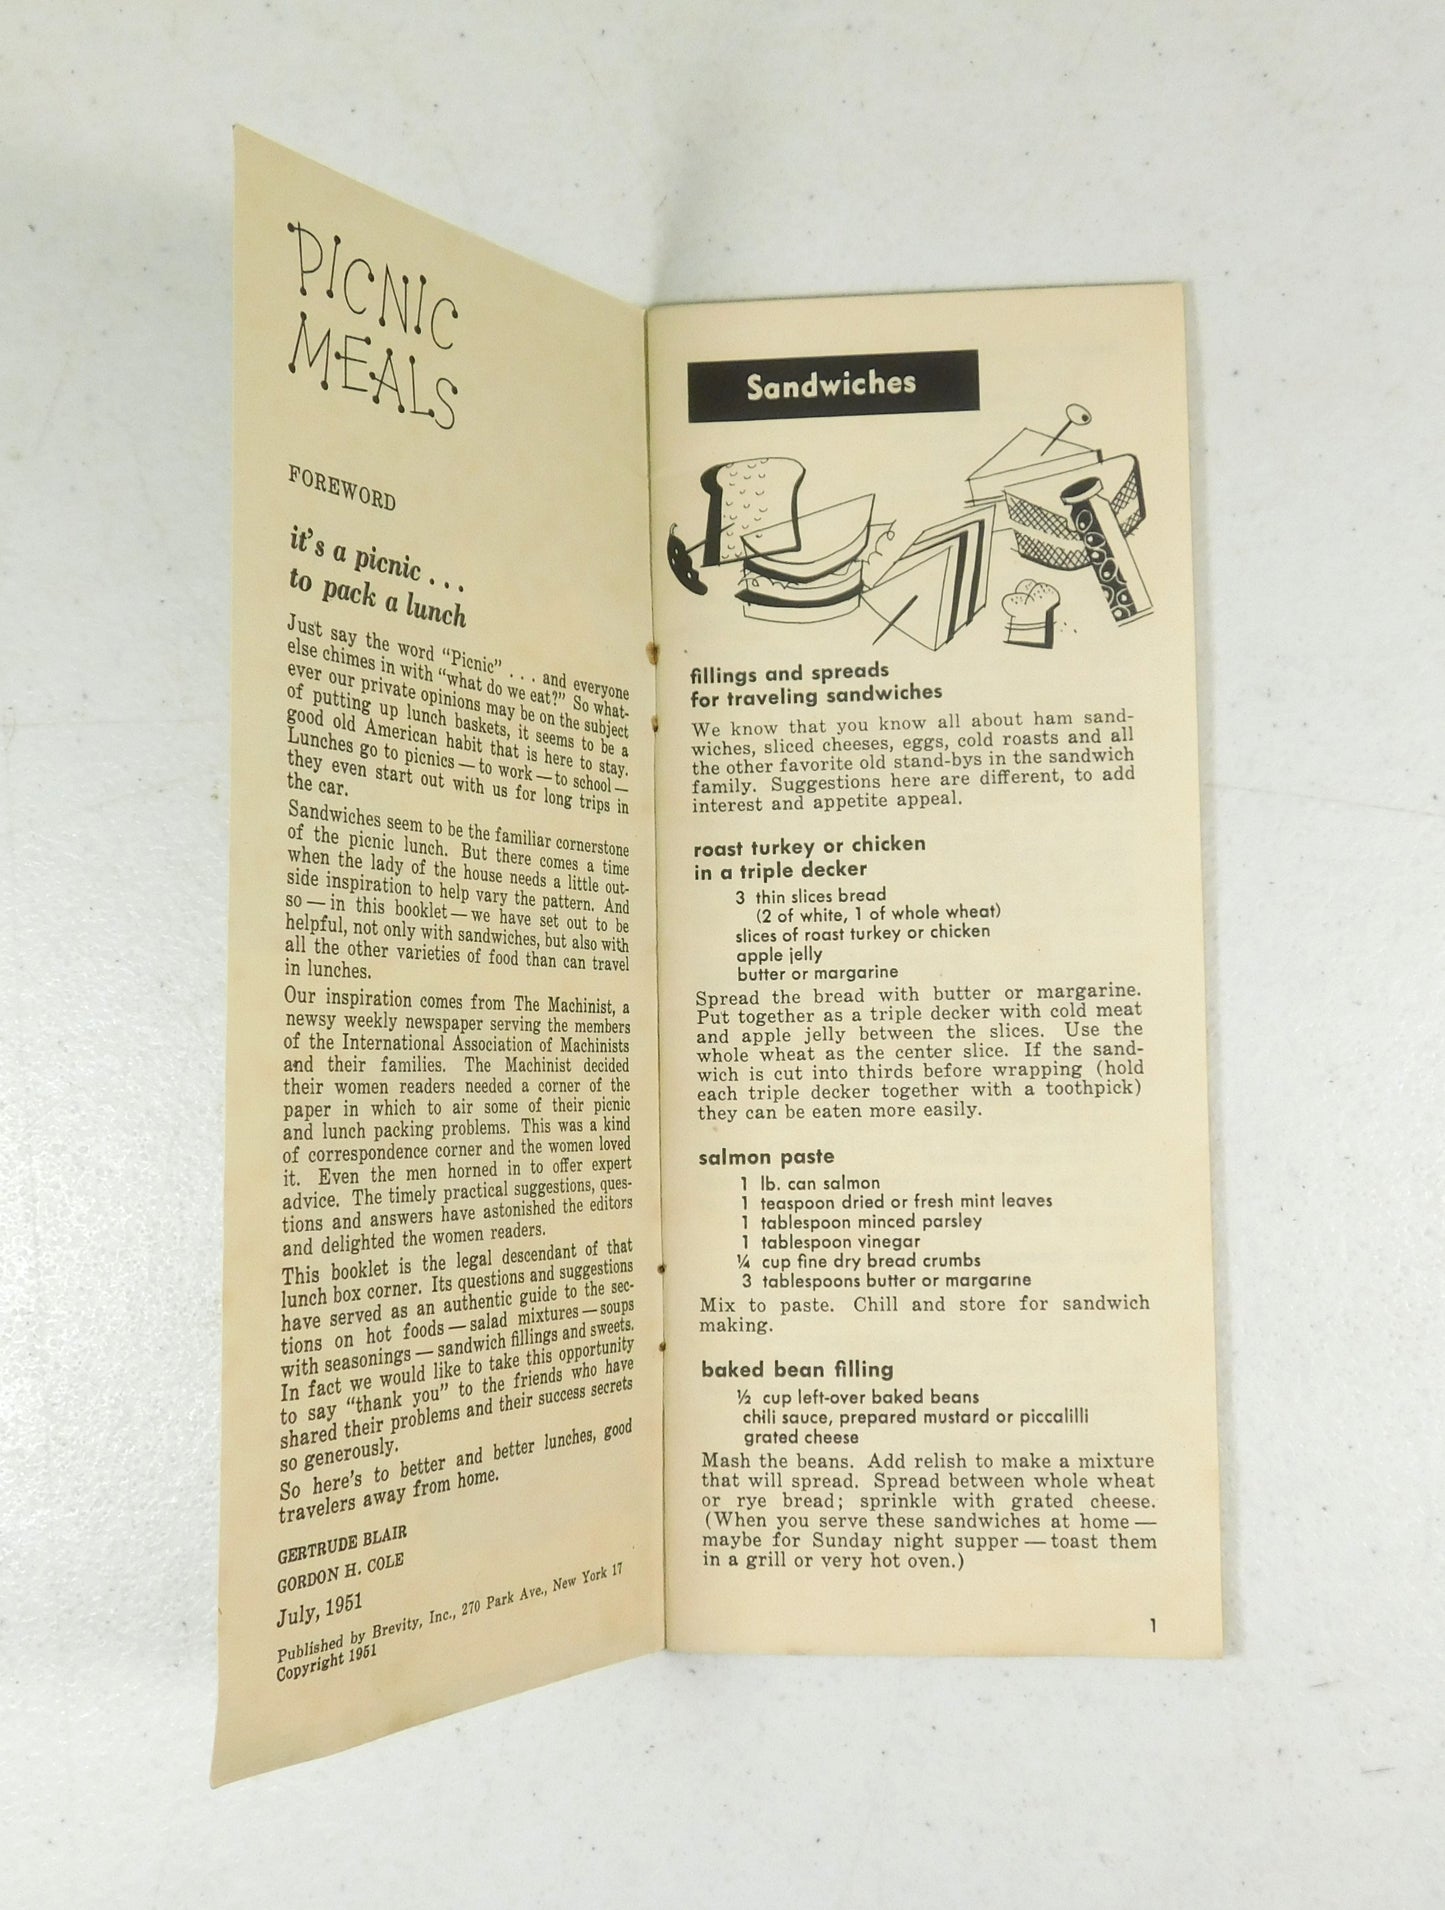 PICNIC
MEALS
FOREWORD
it's a picnic . . .
to pack a lunch
Just say the word "Picnic" . . . and everyone
else chimes in with "what do we eat?" So what-
ever our private opinions may be on the subject
of putting up lunch baskets, it seems to be a
good old American habit that is here to stay.
Lunches go to picnics — to work — to school —
they even start out with us for long trips in
the car.
Sandwiches seem to be the familiar cornerstone
of the picnic lunch. But there comes a time
when the lady of the house needs a little out-
side inspiration to help vary the pattern. And
so — in this booklet — we have set out to be
helpful, not only with sandwiches, but also with
all the other varieties of food than can travel
in lunches.
Our inspiration comes from The Machinist, a
newsy weekly newspaper serving the members
of the International Association of Machinists
and their families. The Machinist decided
their women readers needed a corner of the
paper in which to air some of their picnic
and lunch packing problems. This was a kind
of correspondence corner and the women loved
it. Even the men horned in to offer expert
advice. The timely practical suggestions, ques-
tions and answers have astonished the editors
and delighted the women readers.
This booklet is the legal descendant of that
lunch box corner. Its questions and suggestions
have served as an authentic guide to the sec-
tions on hot foods — salad mixtures — soups
with seasonings — sandwich fillings and sweets.
In fact we would like to take this opportunity
to say "thank you" to the friends who have
shared their problems and their success secrets
so generously.
So here's to better and better lunches, good
travelers away from home.
GERTRUDE BLAIR
GORDON H. COLE
July, 1951
Published by Brevity, Inc., 270 Park Ave., New York 17
Copyright 1951
Sandwiches
fillings and spreads
for traveling sandwiches
We know that you know all about ham sand-
wiches, sliced cheeses, eggs, cold roasts and all
the other favorite old stand-bys in the sandwich
family. Suggestions here are different, to add
interest and appetite appeal.
roast turkey or chicken
in a triple decker
3 thin slices bread
(2 of white, 1 of whole wheat)
slices of roast turkey or chicken
apple jelly
butter or margarine
Spread the bread with butter or margarine.
Put together as a triple decker with cold meat
and apple jelly between the slices. Use the
whole wheat as the center slice. If the sand-
wich is cut into thirds before wrapping (hold
each triple decker together with a toothpick)
they can be eaten more easily.
salmon paste
1 lb. can salmon
1 teaspoon dried or fresh mint leaves
1 tablespoon minced parsley
1 tablespoon vinegar
¼ cup fine dry bread crumbs
3 tablespoons butter or margarine
Mix to paste. Chill and store for sandwich
making.
baked bean filling
½ cup left-over baked beans
chili sauce, prepared mustard or piccalilli
grated cheese
Mash the beans. Add relish to make a mixture
that will spread. Spread between whole wheat
or rye bread; sprinkle with grated cheese.
(When you serve these sandwiches at home —
maybe for Sunday night supper — toast them
in a grill or very hot oven.)
1